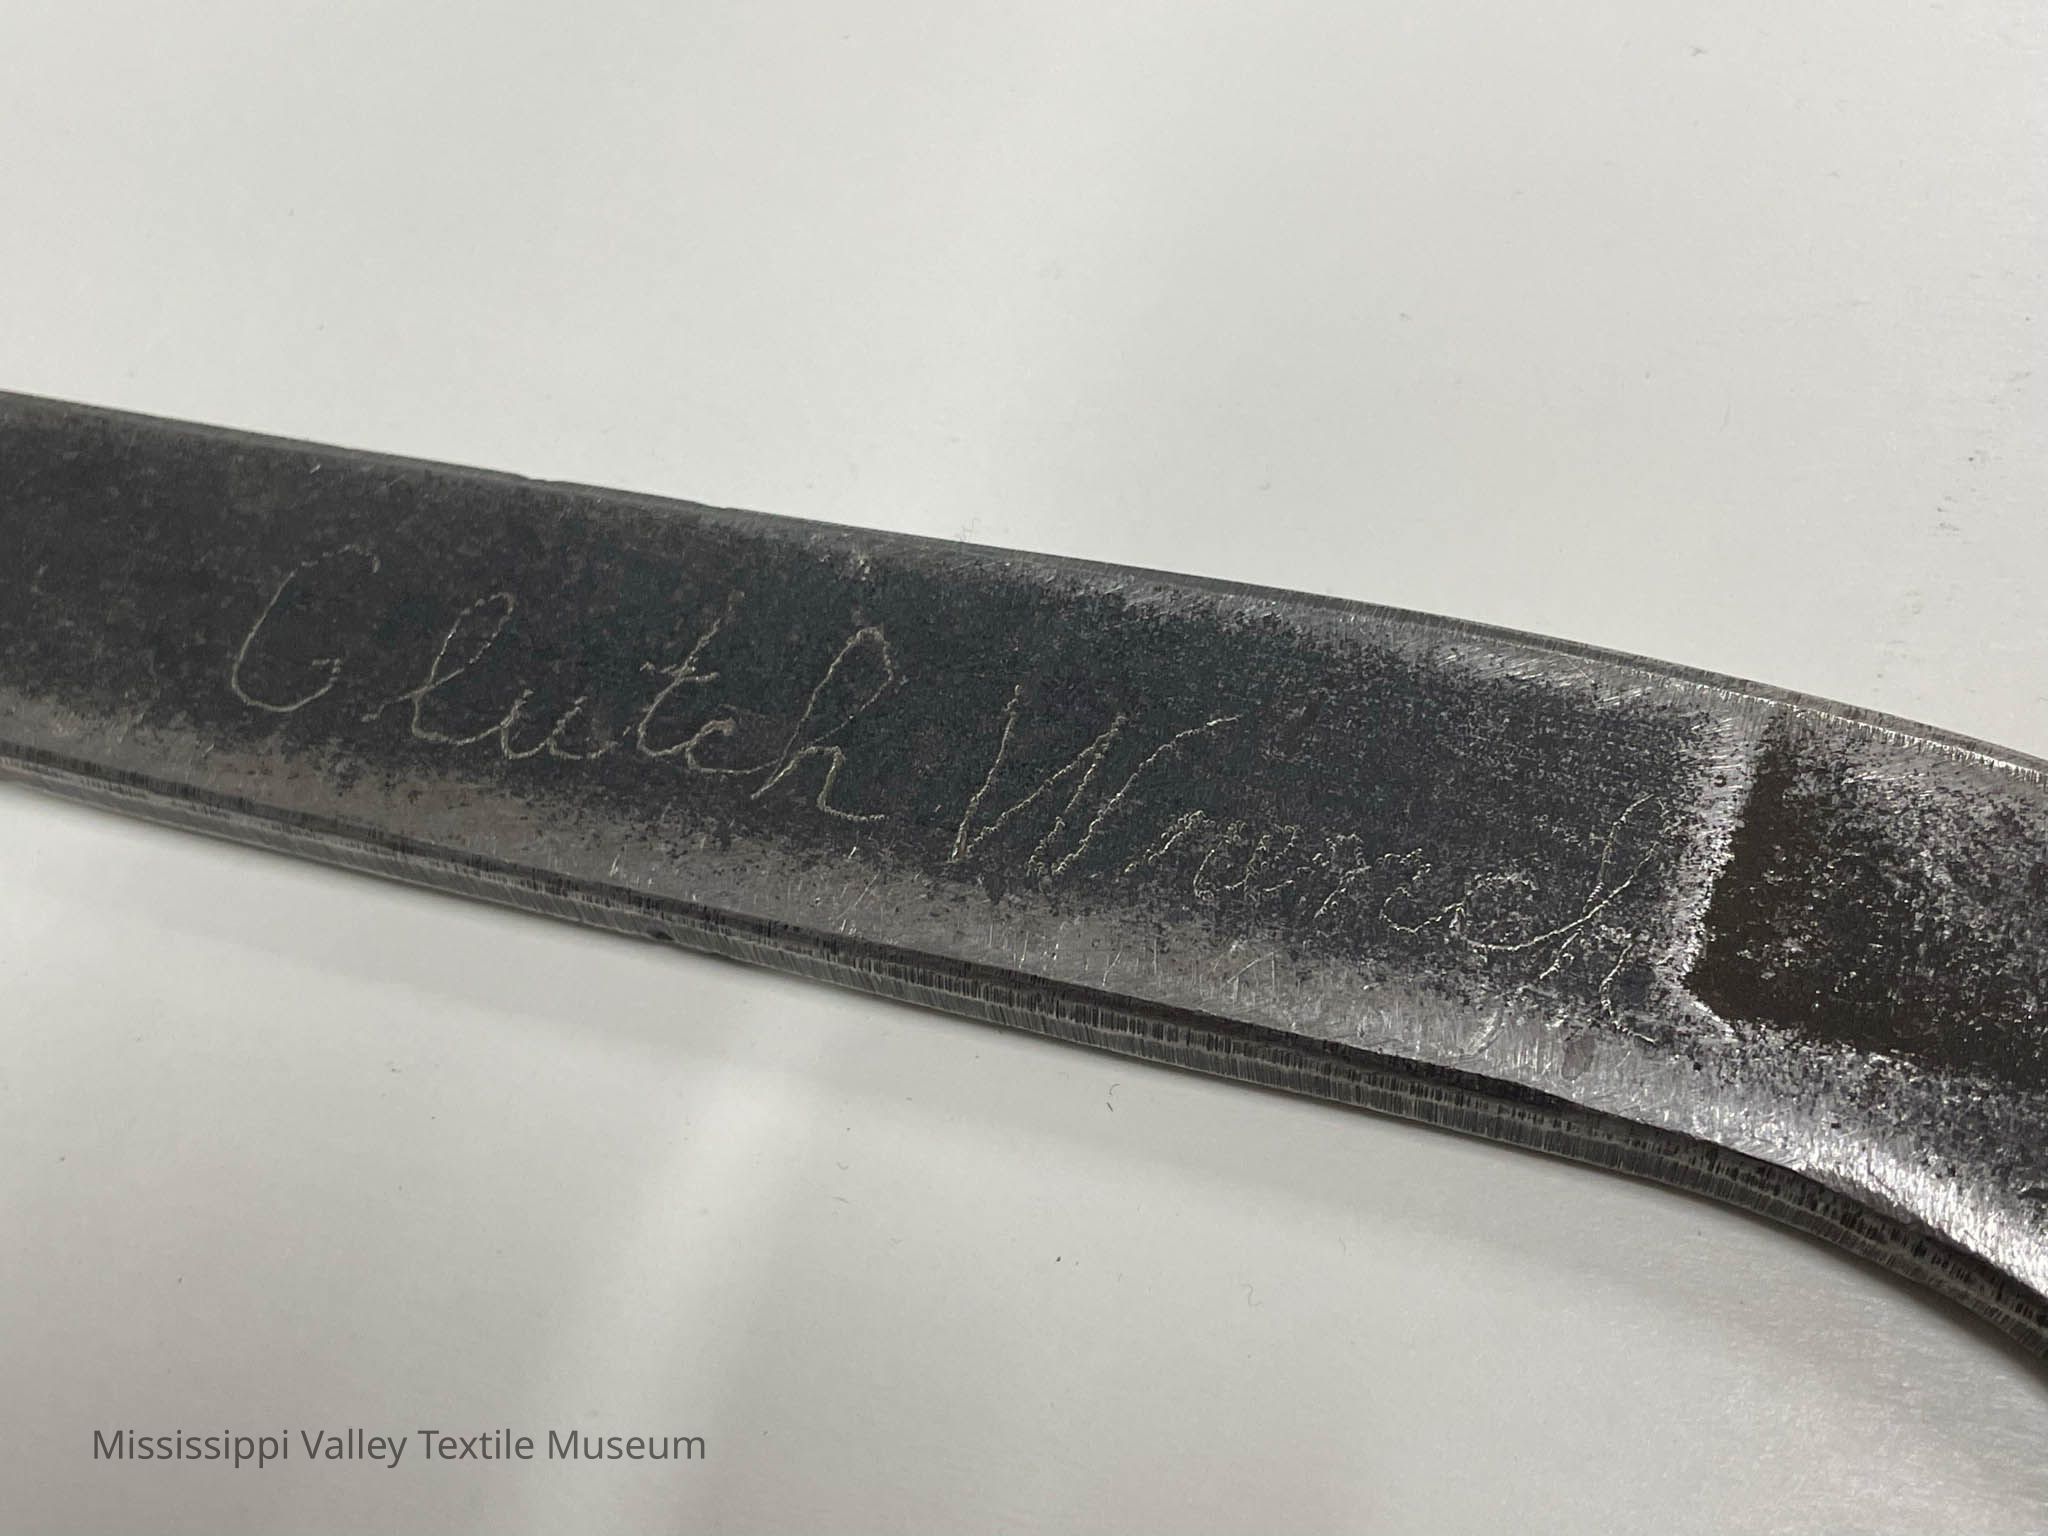 Clutch Wrench
Mississippi Valley Textile Museum